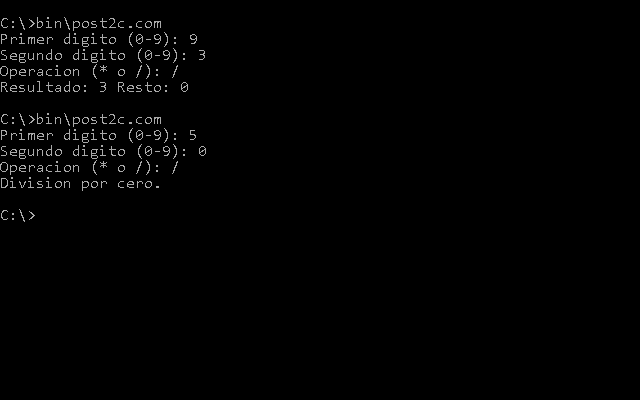 C:\>bin\post2c.com
Primer digito (0-9): 9
Segundo digito (0-9): 3
Operacion (* o /): /
Resultado: 3 Resto: 0
C:\>bin\post2c.com
Primer digito (0-9): 5
Segundo digito (0-9): 0
Operacion (* o /): /
Division por cero.
C:\>